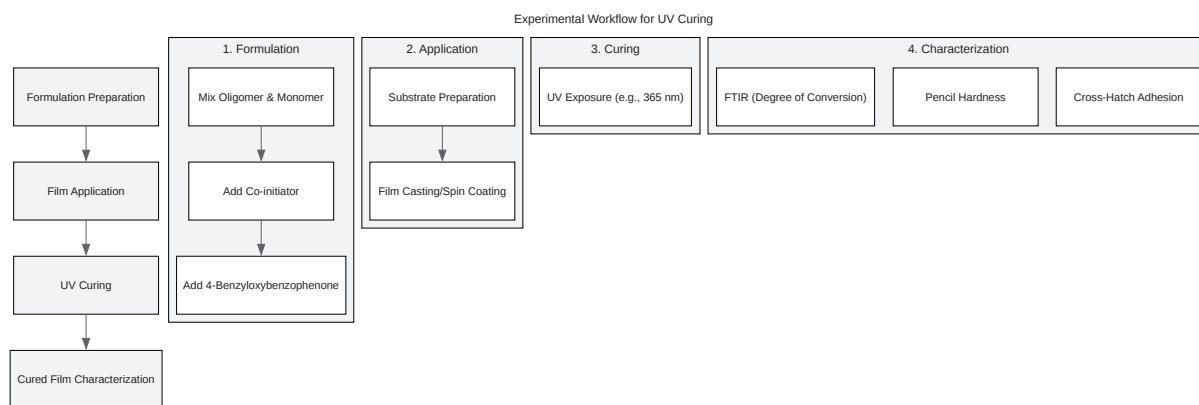 Experimental Workflow for UV Curing
Formulation Preparation
Film Application
UV Curing
Cured Film Characterization
1. Formulation
Mix Oligomer & Monomer
Add Co-initiator
Add 4-Benzyloxybenzophenone
2. Application
Substrate Preparation
Film Casting/Spin Coating
3. Curing
UV Exposure (e.g., 365 nm)
4. Characterization
FTIR (Degree of Conversion)
Pencil Hardness
Cross-Hatch Adhesion